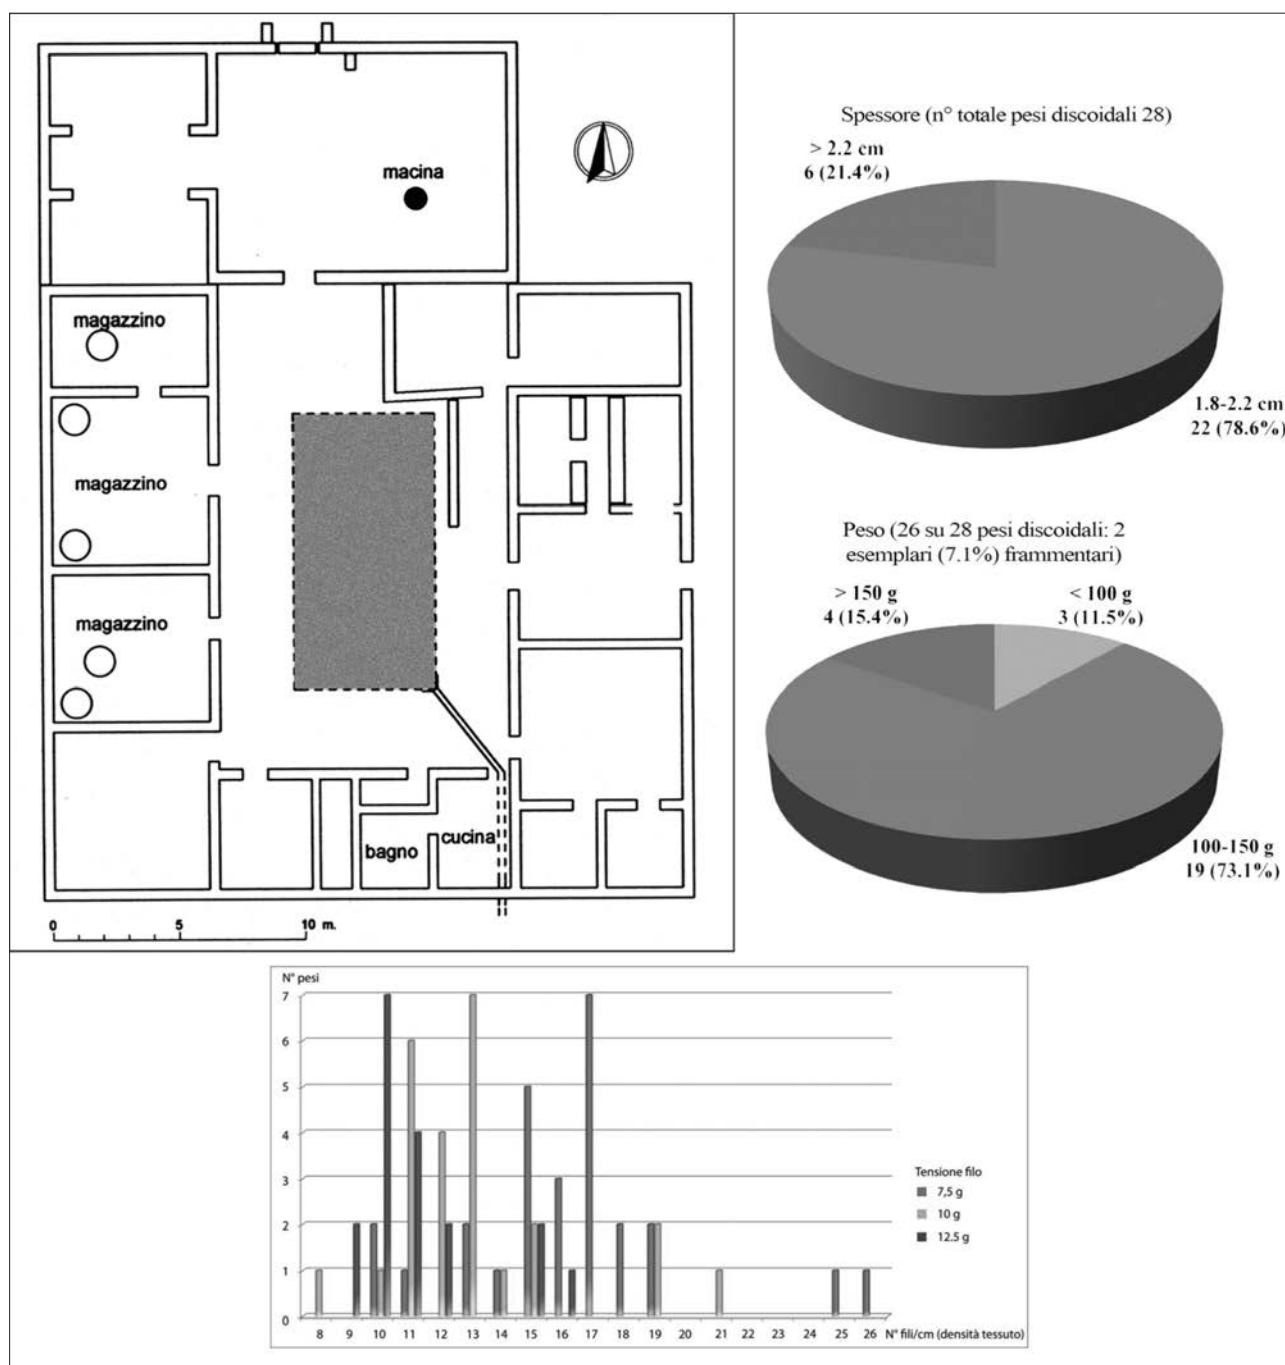 macina
magazzino
magazzino
magazzino
bagno
cucina
0 5 10 m.
Spessore (n° totale pesi discoidali 28)
> 2.2 cm
6 (21.4%)
1.8-2.2 cm
22 (78.6%)
Peso (26 su 28 pesi discoidali: 2
esemplari (7.1%) frammentari)
> 150 g
4 (15.4%)
< 100 g
3 (11.5%)
100-150 g
19 (73.1%)
N° pesi
7
6
5
4
3
2
1
0
8 9 10 11 12 13 14 15 16 17 18 19 20 21 22 23 24 25 26 N° fili/cm (densità tessuto)
Tensione filo
7,5 g
10 g
12.5 g